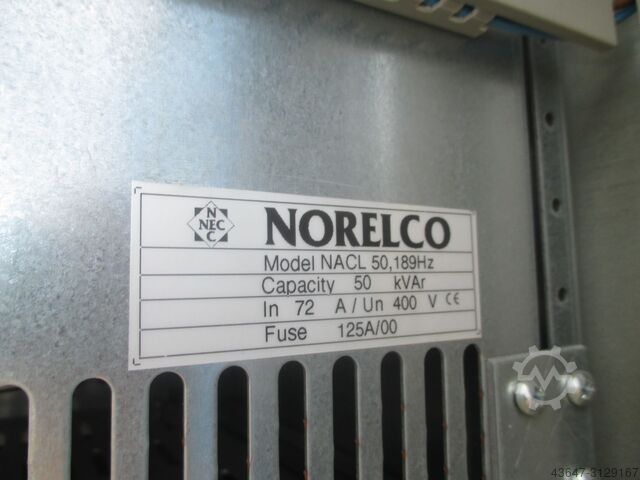 N
NEC
C
NORELCO
Model NACL 50,189Hz
Capacity 50 kVAr
In 72 A / Un 400 V CE
Fuse 125A/00
43647-3129167